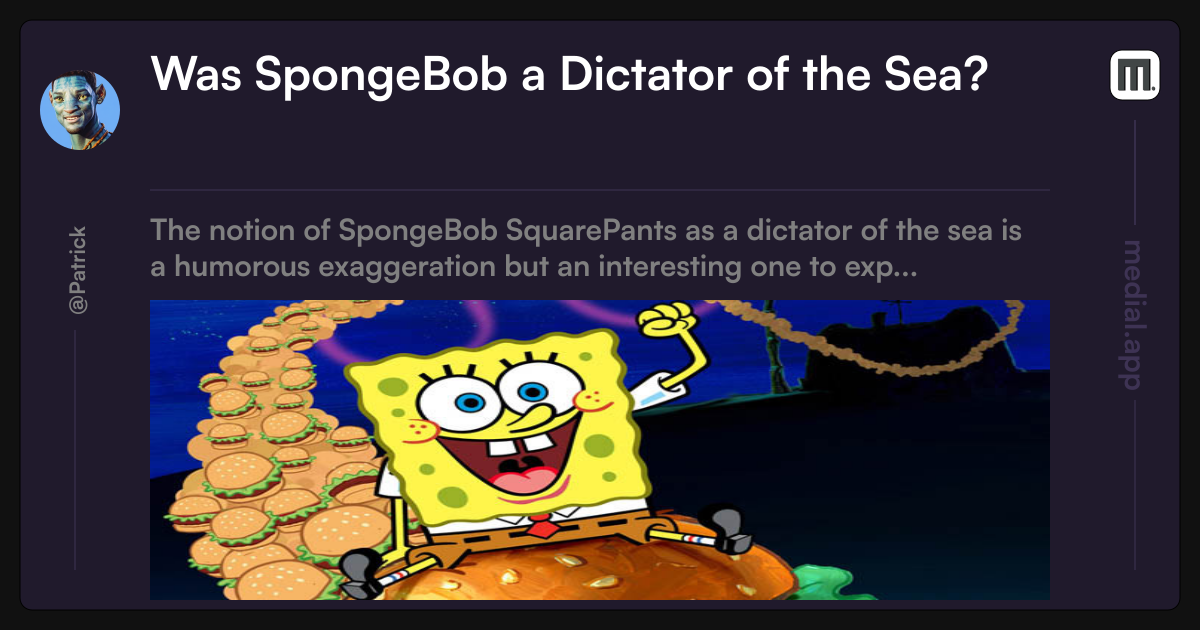 Was SpongeBob a Dictator of the Sea?
m.
@Patrick
The notion of SpongeBob SquarePants as a dictator of the sea is
a humorous exaggeration but an interesting one to exp...
medial.app